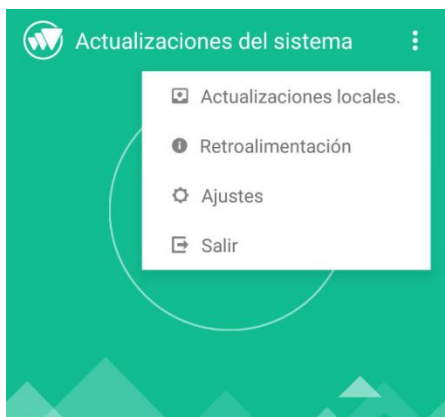 Actualizaciones del sistema
Actualizaciones locales.
Retroalimentación
Ajustes
Salir